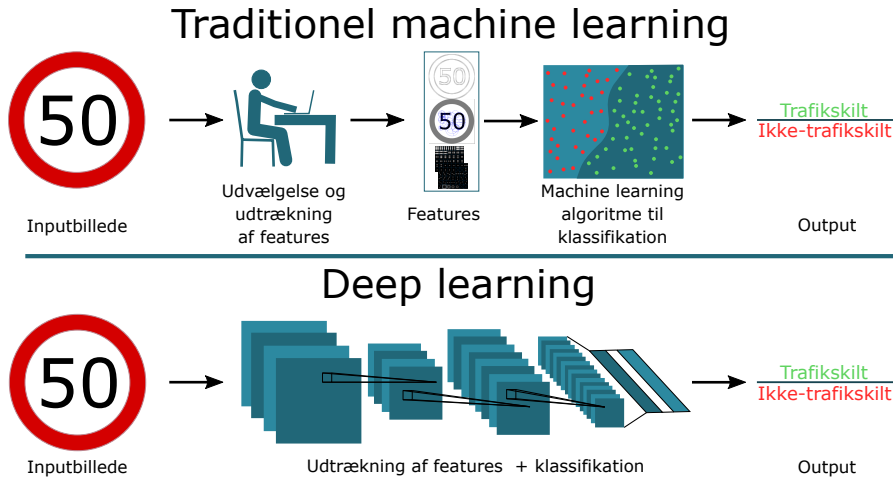 Traditionel machine learning
50
50
50
Trafikskilt
Ikke-trafikskilt
Inputbillede
Udvælgelse og
udtrækning
af features
Features
Machine learning
algoritme til
klassifikation
Output
Deep learning
50
Trafikskilt
Ikke-trafikskilt
Inputbillede
Udtrækning af features + klassifikation
Output